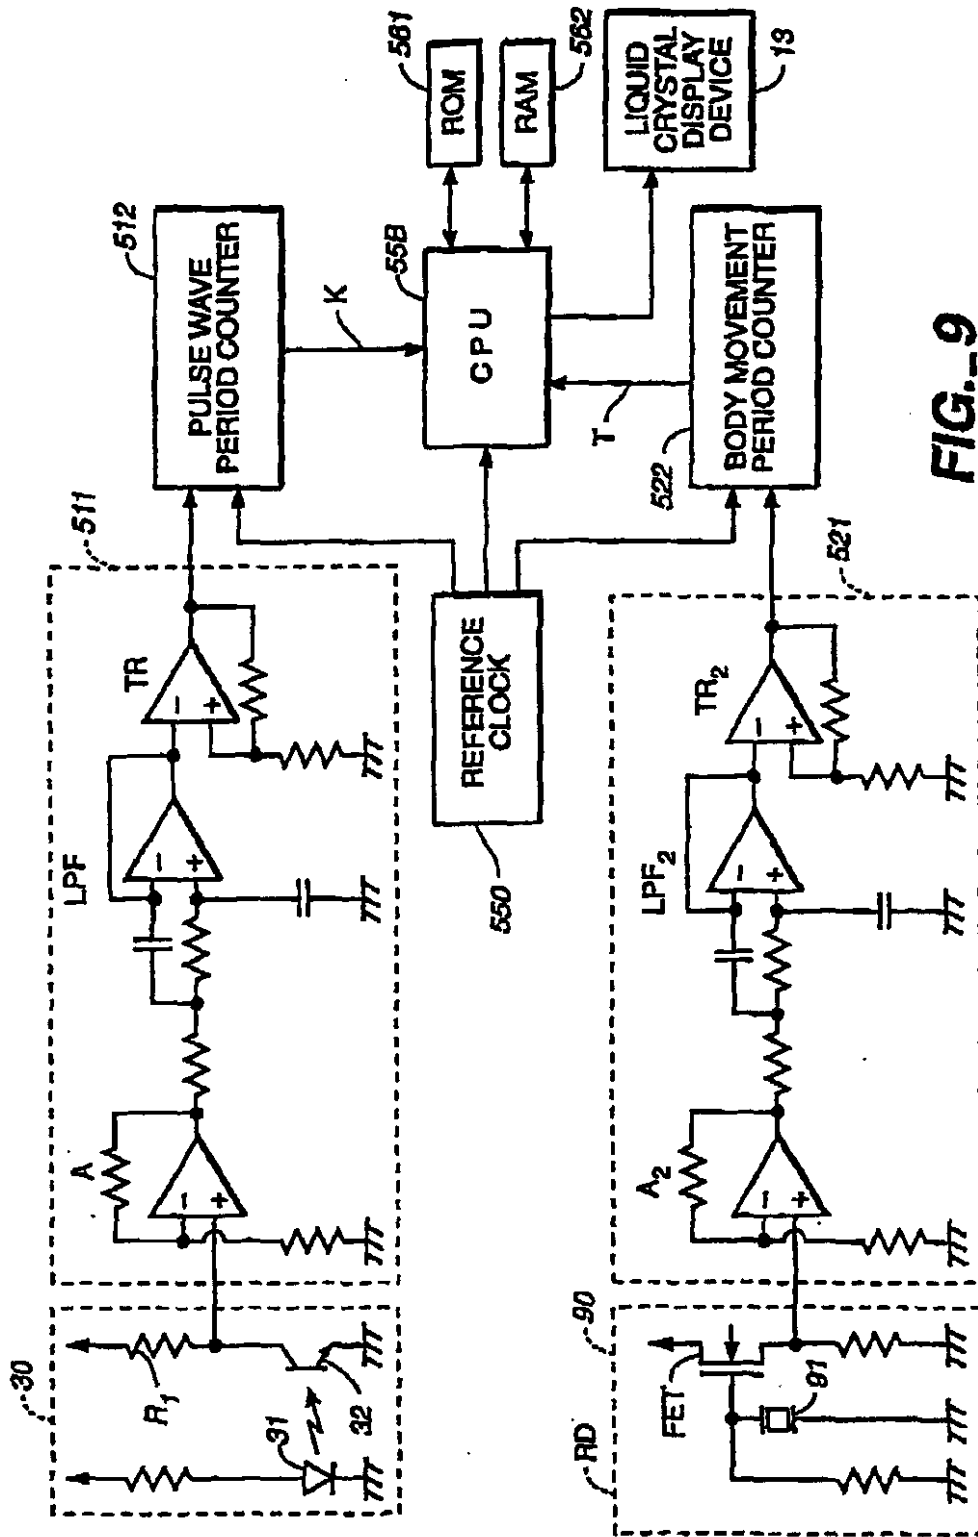 30
R1
31
32
511
A
−
+
LPF
−
+
TR
−
+
512
PULSE WAVE
PERIOD COUNTER
K
REFERENCE
CLOCK
550
55B
CPU
561
ROM
562
RAM
LIQUID
CRYSTAL
DISPLAY
DEVICE
13
T
522
BODY MOVEMENT
PERIOD COUNTER
RD
90
FET
91
521
A2
−
+
LPF2
−
+
TR2
−
+
FIG._9